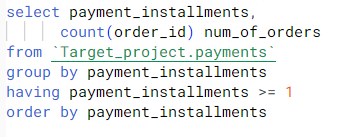 select payment_installments,
count(order_id) num_of_orders
from `Target_project.payments`
group by payment_installments
having payment_installments >= 1
order by payment_installments